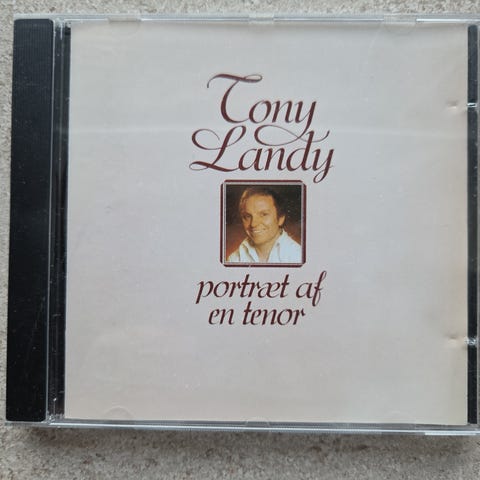 Tony
Landy
portræt af
en tenor